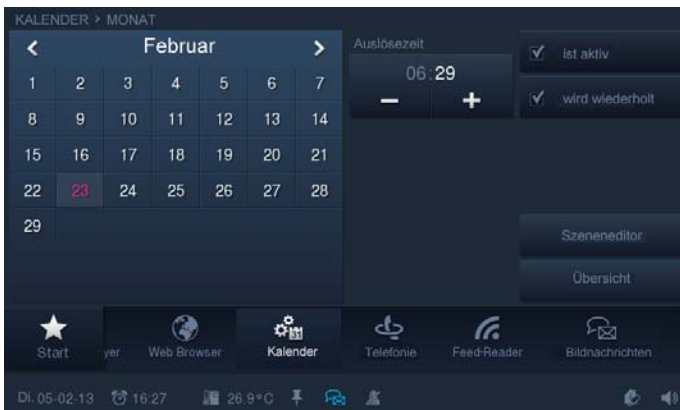 KALENDER > MONAT
< Februar >
1 2 3 4 5 6 7
8 9 10 11 12 13 14
15 16 17 18 19 20 21
22 23 24 25 26 27 28
29
Auslösezeit
06:29
− +
ist aktiv
wird wiederholt
Szeneneditor
Übersicht
Start
yer
Web Browser
Kalender
Telefonie
Feed-Reader
Bildnachrichten
Di. 05-02-13 16:27 26.9°C